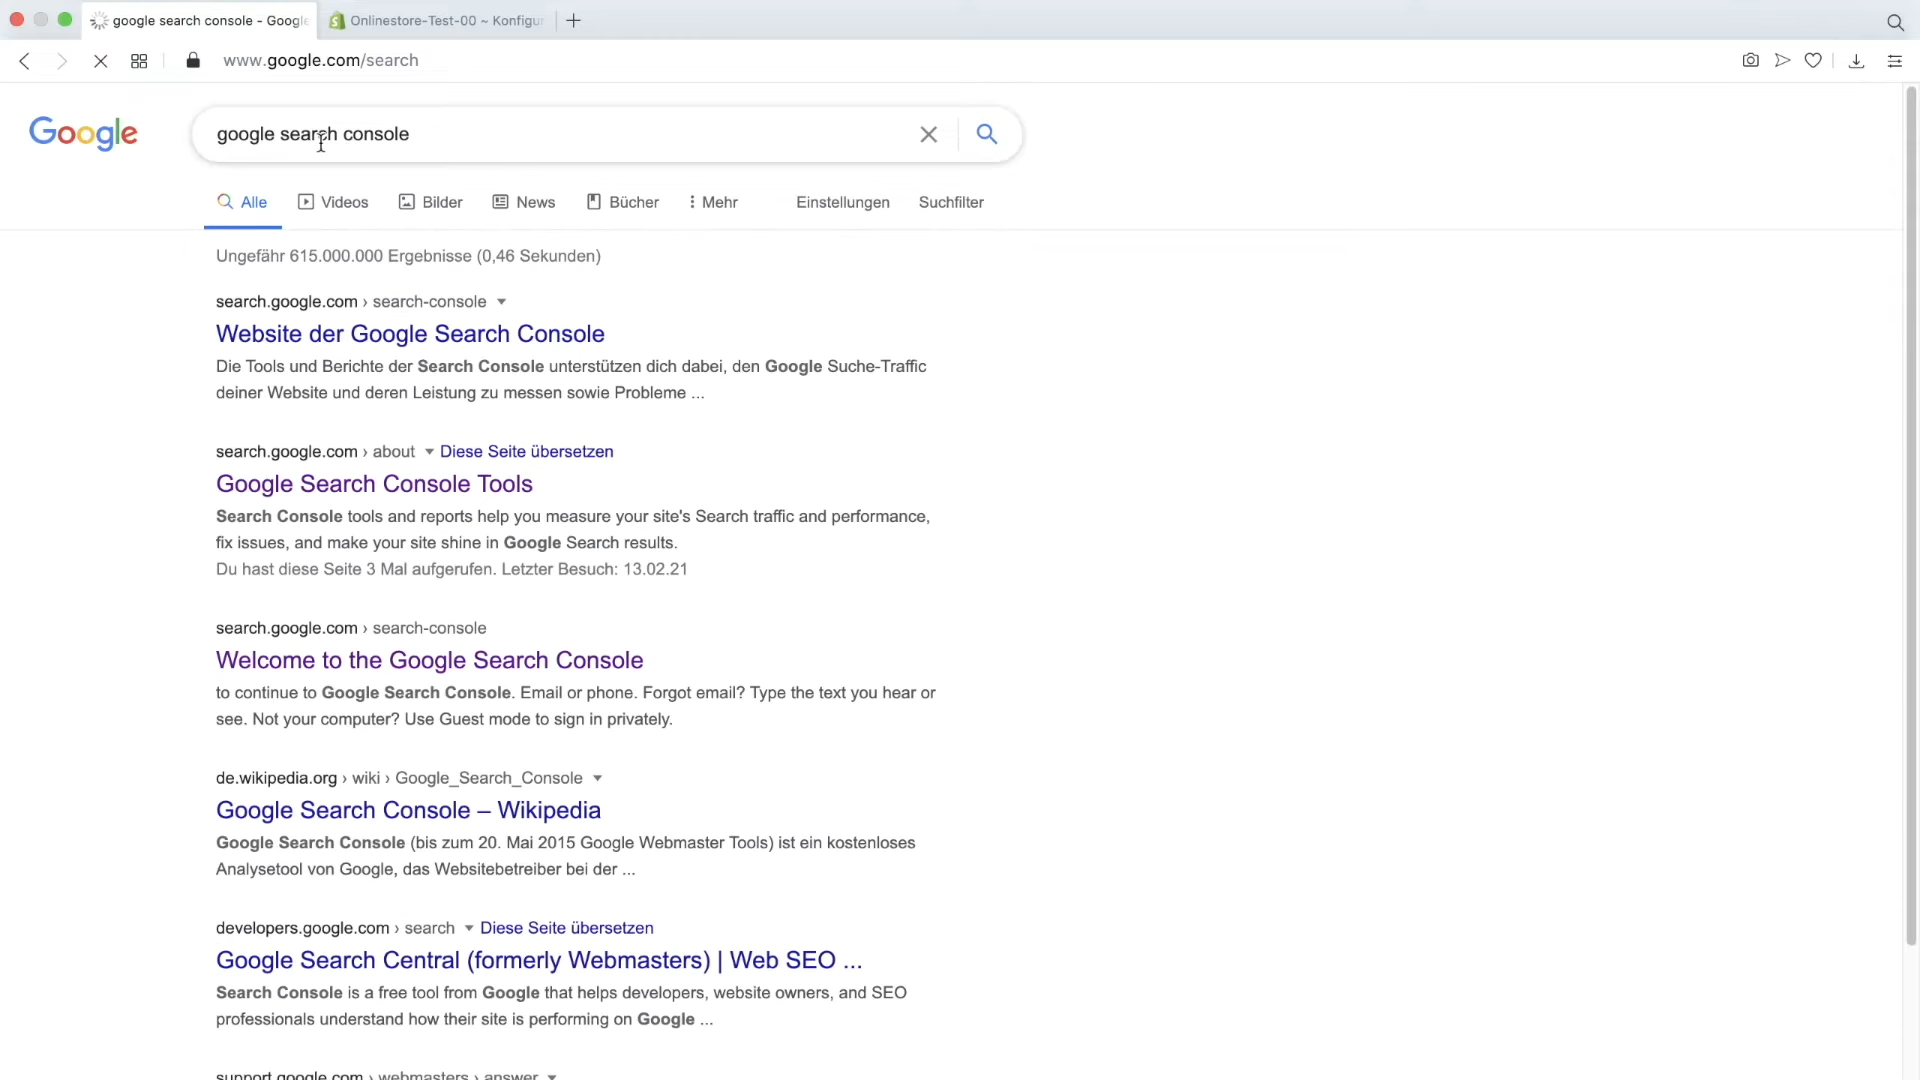 google search console - Google
Onlinestore-Test-00 ~ Konfigur
www.google.com/search
Google
google search console
Alle
Videos
Bilder
News
Bücher
Mehr
Einstellungen
Suchfilter
Ungefähr 615.000.000 Ergebnisse (0,46 Sekunden)
search.google.com › search-console
Website der Google Search Console
Die Tools und Berichte der Search Console unterstützen dich dabei, den Google Suche-Traffic
deiner Website und deren Leistung zu messen sowie Probleme ...
search.google.com › about Diese Seite übersetzen
Google Search Console Tools
Search Console tools and reports help you measure your site's Search traffic and performance,
fix issues, and make your site shine in Google Search results.
Du hast diese Seite 3 Mal aufgerufen. Letzter Besuch: 13.02.21
search.google.com › search-console
Welcome to the Google Search Console
to continue to Google Search Console. Email or phone. Forgot email? Type the text you hear or
see. Not your computer? Use Guest mode to sign in privately.
de.wikipedia.org › wiki › Google_Search_Console
Google Search Console – Wikipedia
Google Search Console (bis zum 20. Mai 2015 Google Webmaster Tools) ist ein kostenloses
Analysetool von Google, das Websitebetreiber bei der ...
developers.google.com › search Diese Seite übersetzen
Google Search Central (formerly Webmasters) | Web SEO ...
Search Console is a free tool from Google that helps developers, website owners, and SEO
professionals understand how their site is performing on Google ...
support.google.com › webmasters › answer